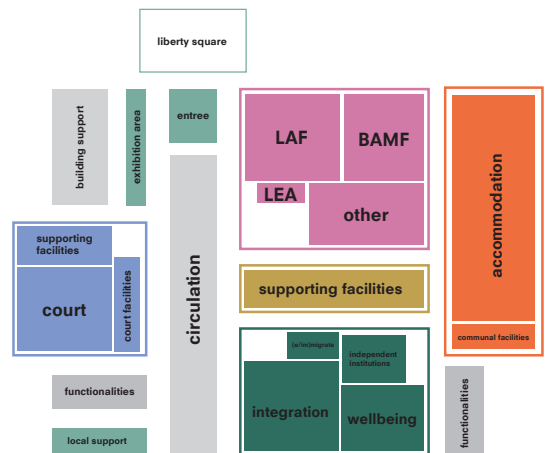 liberty square
building support
exhibition area
entree
LAF
BAMF
LEA
other
accommodation
communal facilities
supporting
facilities
court
court facilities
circulation
supporting facilities
(e/im)migrate
independent
institutions
integration
wellbeing
functionalities
local support
functionalities